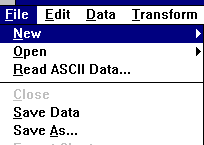 File Edit Data Transform
New
Open
Read ASCII Data...
Close
Save Data
Save As...